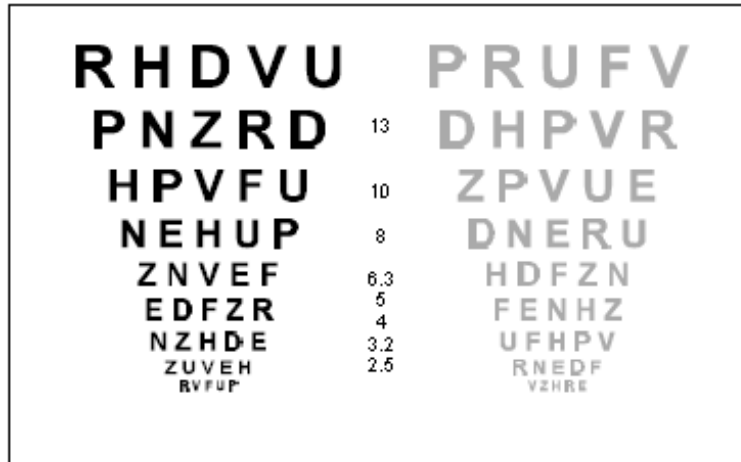 R H D V U P R U F V
P N Z R D 13 D H P V R
H P V F U 10 Z P V U E
N E H U P 8 D N E R U
Z N V E F 6.3 H D F Z N
5
E D F Z R F E N H Z
4
N Z H D E 3.2 U F H P V
Z U V E H 2.5 R N E D F
R V F U P V Z H R E